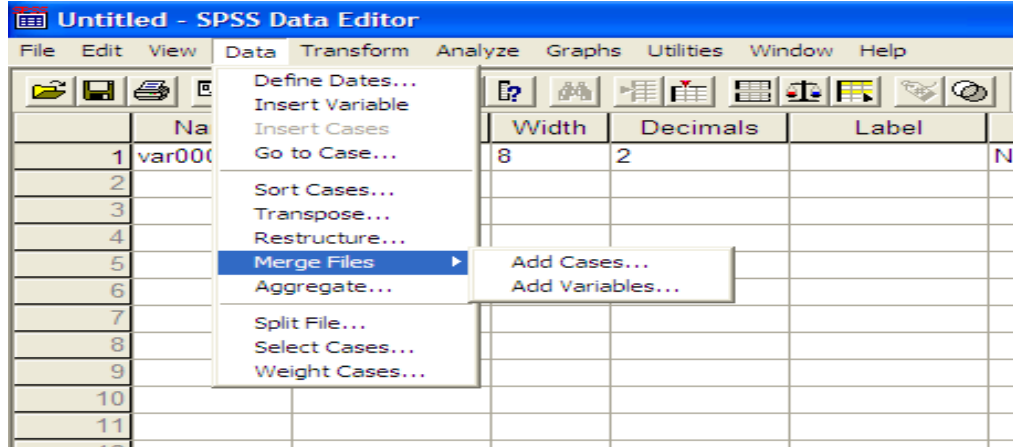 Untitled - SPSS Data Editor
File Edit View Data Transform Analyze Graphs Utilities Window Help
Define Dates...
Insert Variable
Insert Cases
Go to Case...
Sort Cases...
Transpose...
Restructure...
Merge Files
Aggregate...
Split File...
Select Cases...
Weight Cases...
Add Cases...
Add Variables...
Na Width Decimals Label
1 var000 8 2 N
2
3
4
5
6
7
8
9
10
11